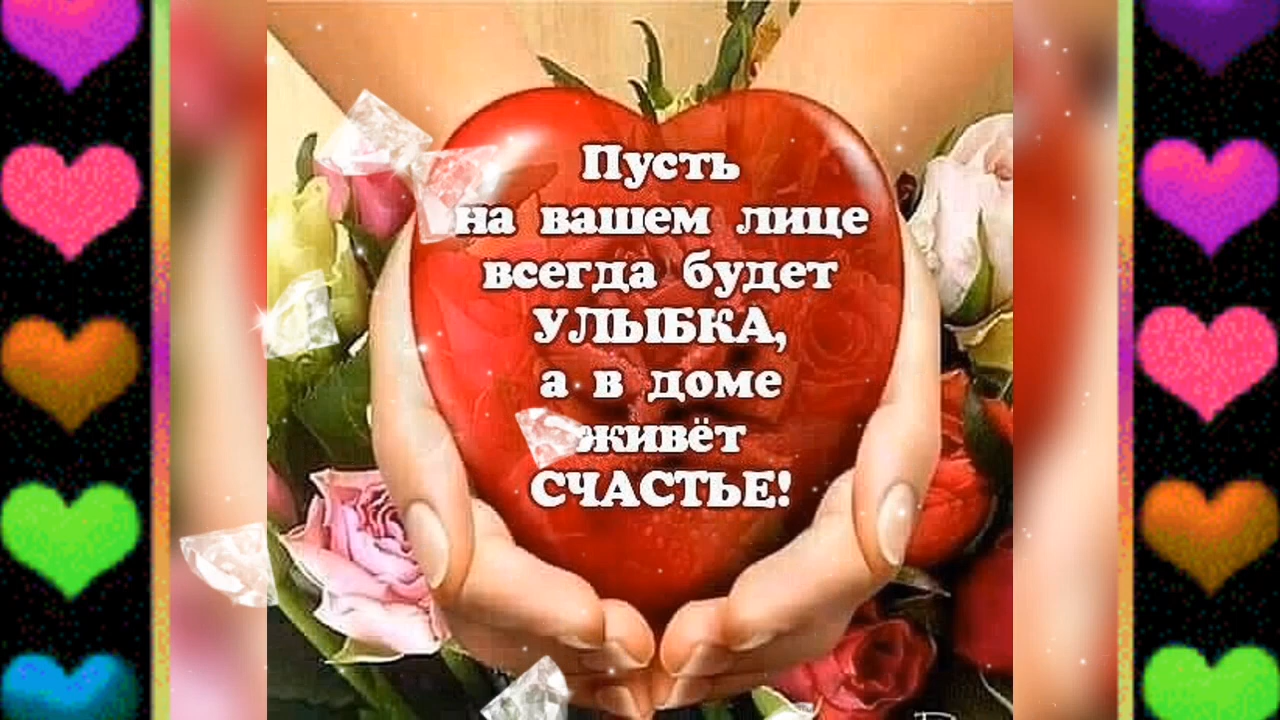 Пусть
на вашем лице
всегда будет
УЛЫБКА,
а в доме
живёт
СЧАСТЬЕ!